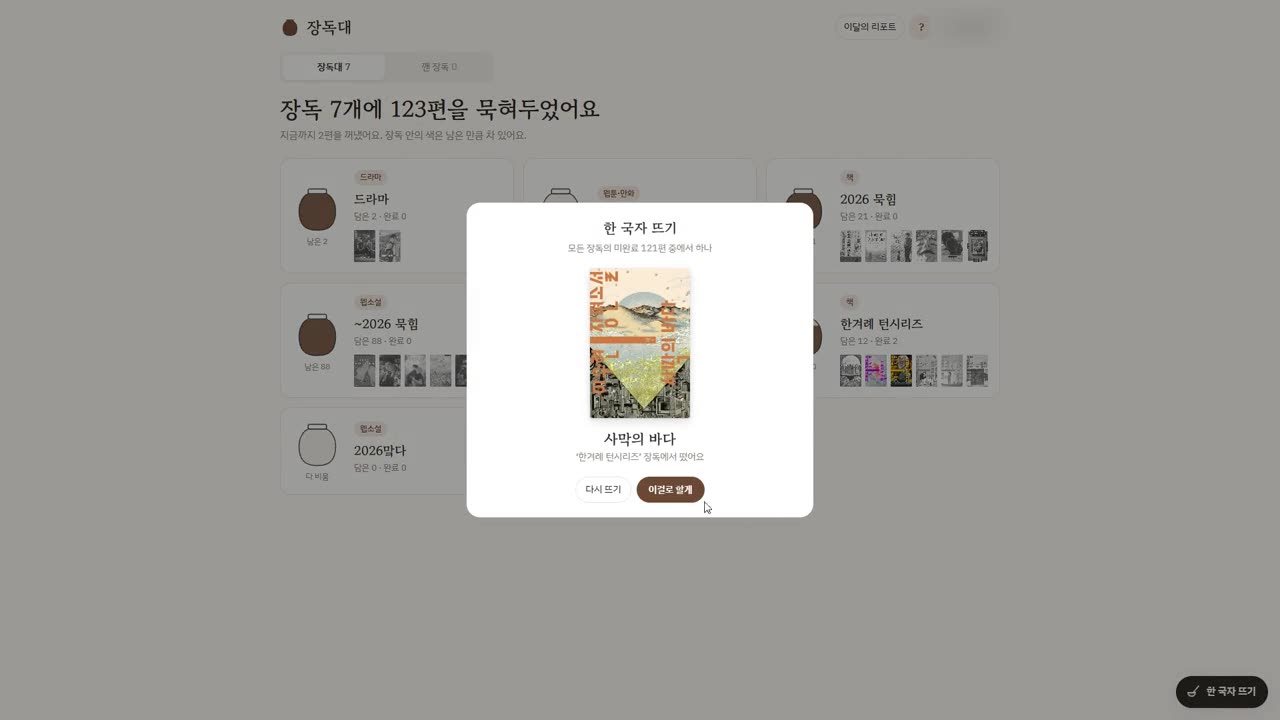 장독대
이달의 리포트
?
장독대 7
깬 장독 0
장독 7개에 123편을 묵혀두었어요
지금까지 2편을 꺼냈어요. 장독 안의 색은 남은 만큼 차 있어요.
드라마
드라마
담은 2 · 완료 0
남은 2
웹툰·만화
책
2026 묵힘
담은 21 · 완료 0
웹소설
~2026 묵힘
담은 88 · 완료 0
남은 88
책
한겨레 턴시리즈
담은 12 · 완료 2
웹소설
2026맞다
담은 0 · 완료 0
다 비움
한 국자 뜨기
모든 장독의 미완료 121편 중에서 하나
사막의 바다
사막의 바다
'한겨레 턴시리즈' 장독에서 떴어요
다시 뜨기
이걸로 할게
한 국자 뜨기